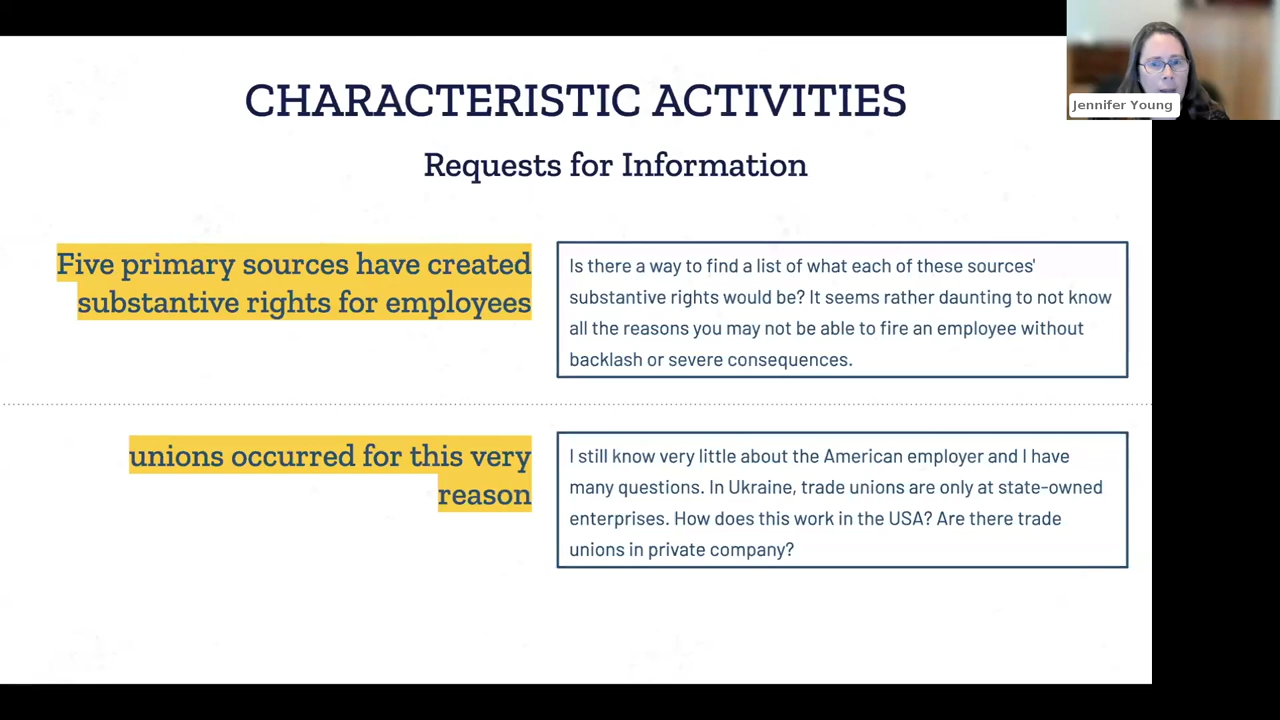 CHARACTERISTIC ACTIVITIES
Jennifer Young
Requests for Information
Five primary sources have created
substantive rights for employees
Is there a way to find a list of what each of these sources'
substantive rights would be? It seems rather daunting to not know
all the reasons you may not be able to fire an employee without
backlash or severe consequences.
unions occurred for this very
reason
I still know very little about the American employer and I have
many questions. In Ukraine, trade unions are only at state-owned
enterprises. How does this work in the USA? Are there trade
unions in private company?